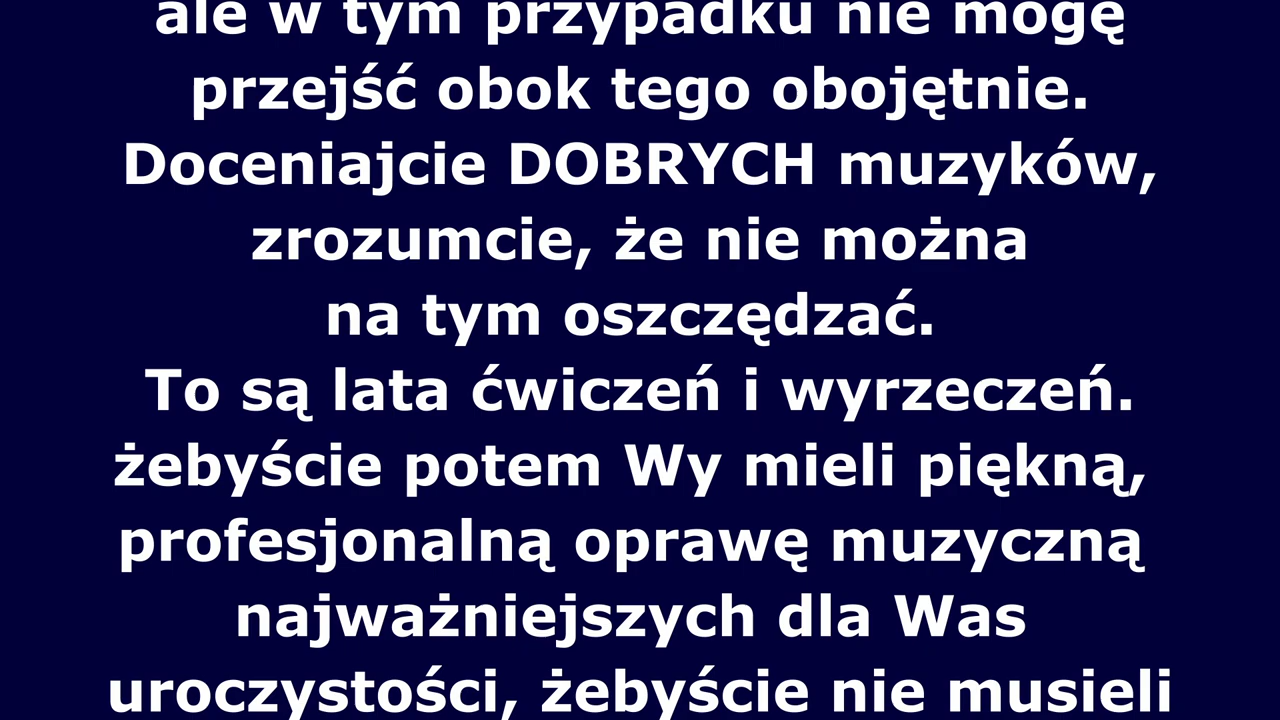 ale w tym przypadku nie mogę
przejść obok tego obojętnie.
Doceniajcie DOBRYCH muzyków,
zrozumcie, że nie można
na tym oszczędzać.
To są lata ćwiczeń i wyrzeczeń.
żebyście potem Wy mieli piękną,
profesjonalną oprawę muzyczną
najważniejszych dla Was
uroczystości, żebyście nie musieli